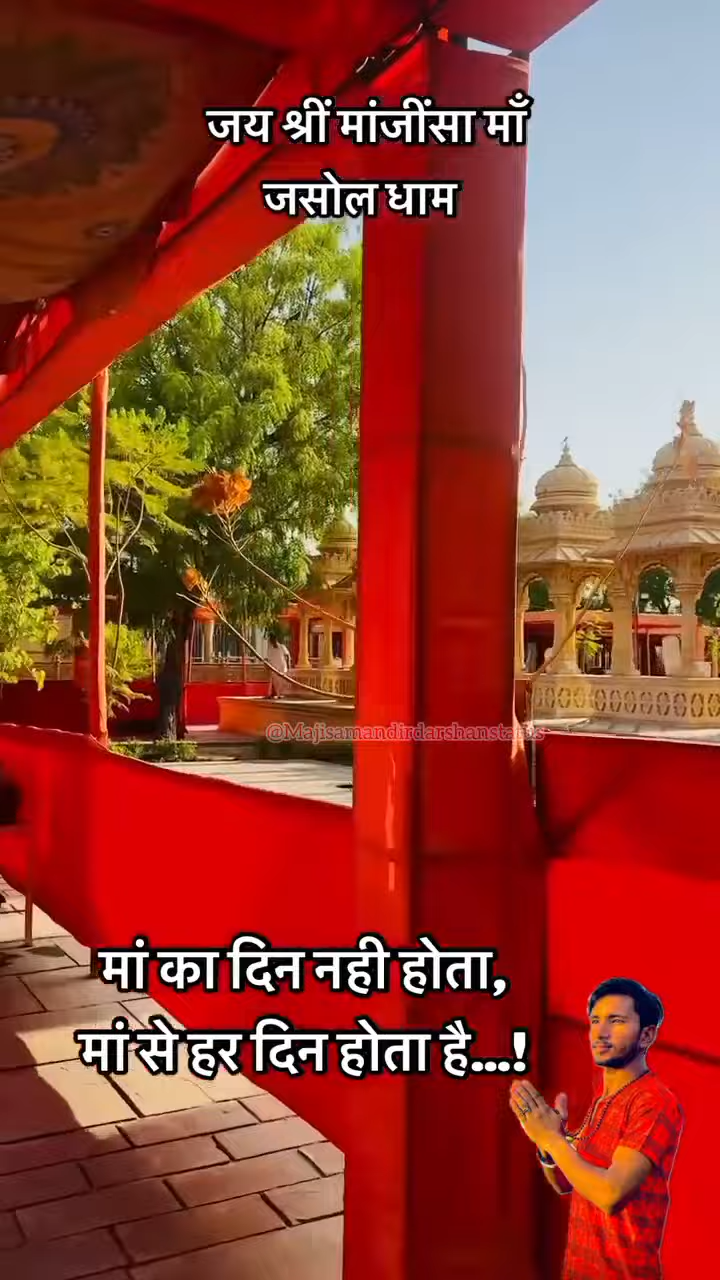 जय श्रीं मांजींसा माँ
जसोल धाम
@Majisamandirdarshanstatus
मां का दिन नही होता,
मां से हर दिन होता है...!